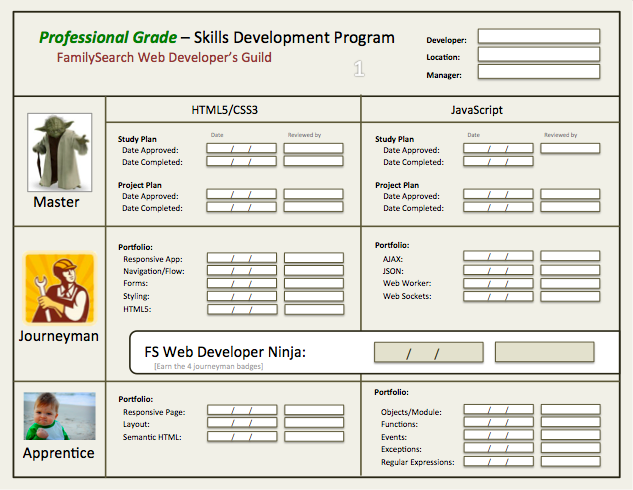 Professional Grade – Skills Development Program
FamilySearch Web Developer's Guild
1
Developer:
Location:
Manager:
HTML5/CSS3
JavaScript
Master
Study Plan Date Reviewed by
Date Approved: / /
Date Completed: / /
Project Plan
Date Approved: / /
Date Completed: / /
Study Plan Date Reviewed by
Date Approved: / /
Date Completed: / /
Project Plan
Date Approved: / /
Date Completed: / /
Journeyman
Portfolio:
Responsive App: / /
Navigation/Flow: / /
Forms: / /
Styling: / /
HTML5: / /
Portfolio:
AJAX: / /
JSON: / /
Web Worker: / /
Web Sockets: / /
FS Web Developer Ninja: / /
[Earn the 4 journeyman badges]
Apprentice
Portfolio:
Responsive Page: / /
Layout: / /
Semantic HTML: / /
Portfolio:
Objects/Module: / /
Functions: / /
Events: / /
Exceptions: / /
Regular Expressions: / /